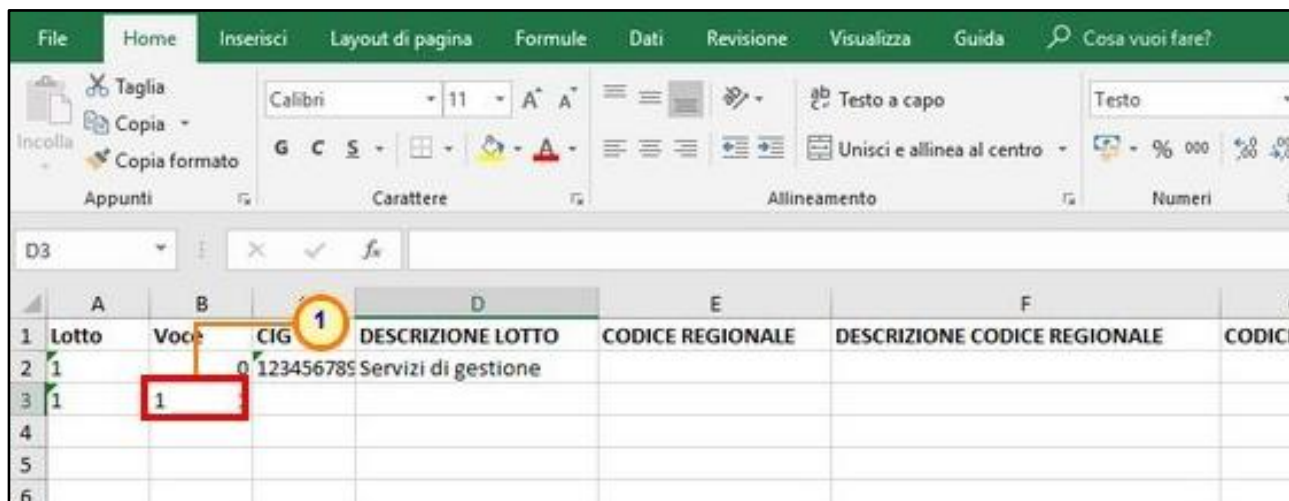 File Home Inserisci Layout di pagina Formule Dati Revisione Visualizza Guida Cosa vuoi fare?
Taglia Calibri 11 A A ab Testo a capo Testo
Copia
Incolla Copia formato G C S A Unisci e allinea al centro % 000
Appunti Carattere Allineamento Numeri
D3 fx
A B D E F
1 Lotto Voce CIG 1 DESCRIZIONE LOTTO CODICE REGIONALE DESCRIZIONE CODICE REGIONALE CODIC
2 1 0 123456789 Servizi di gestione
3 1 1
4
5
6